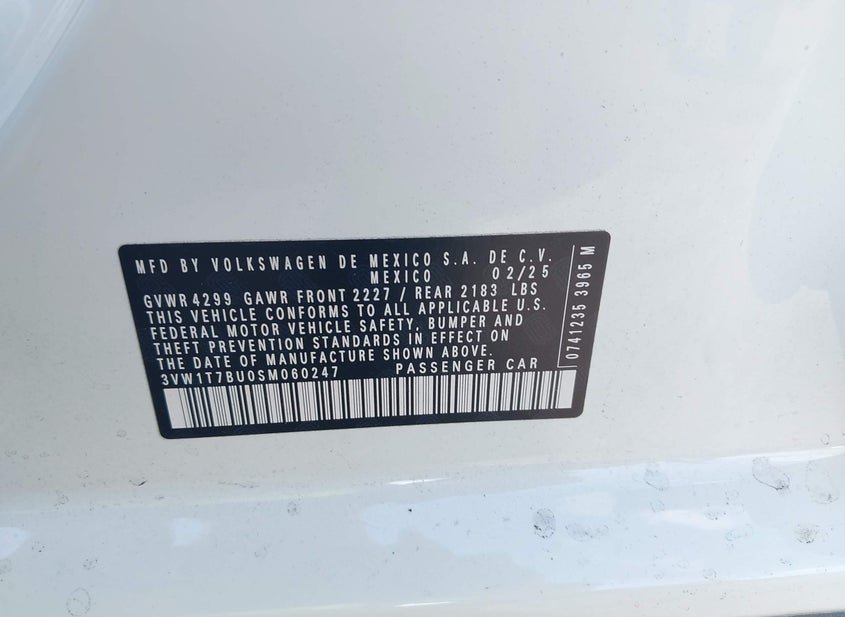 MFD BY VOLKSWAGEN DE MEXICO S.A. DE C.V.
MEXICO 02/25
GVWR 4299 GAWR FRONT 2227 / REAR 2183 LBS
THIS VEHICLE CONFORMS TO ALL APPLICABLE U.S.
FEDERAL MOTOR VEHICLE SAFETY, BUMPER AND
THEFT PREVENTION STANDARDS IN EFFECT ON
THE DATE OF MANUFACTURE SHOWN ABOVE.
3VW1T7BU0SM060247 PASSENGER CAR
0741235 3965 M